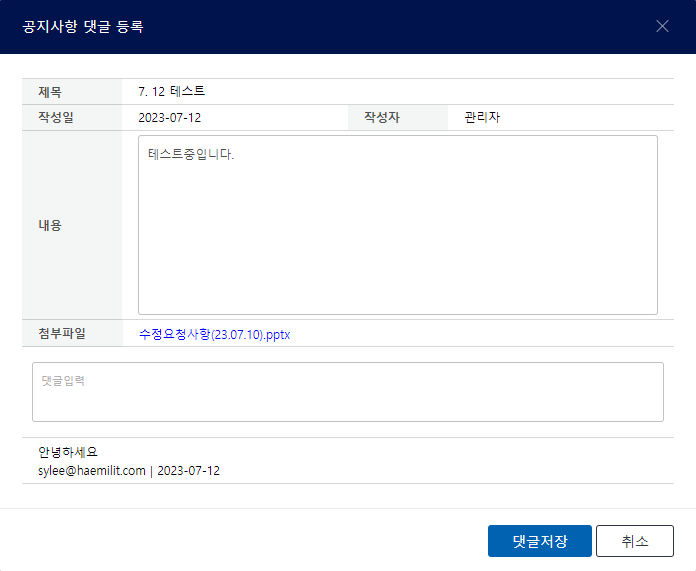 공지사항 댓글 등록
제목 7. 12 테스트
작성일 2023-07-12 작성자 관리자
내용 테스트중입니다.
첨부파일 수정요청사항(23.07.10).pptx
댓글입력
안녕하세요
sylee@haemilit.com | 2023-07-12
댓글저장 취소